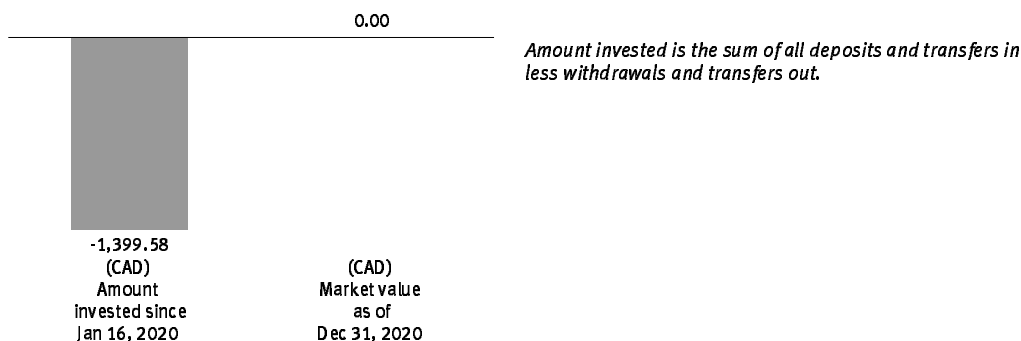 0.00
Amount invested is the sum of all deposits and transfers in
less withdrawals and transfers out.
-1,399.58
(CAD)
Amount
invested since
Jan 16, 2020
(CAD)
Market value
as of
Dec 31, 2020